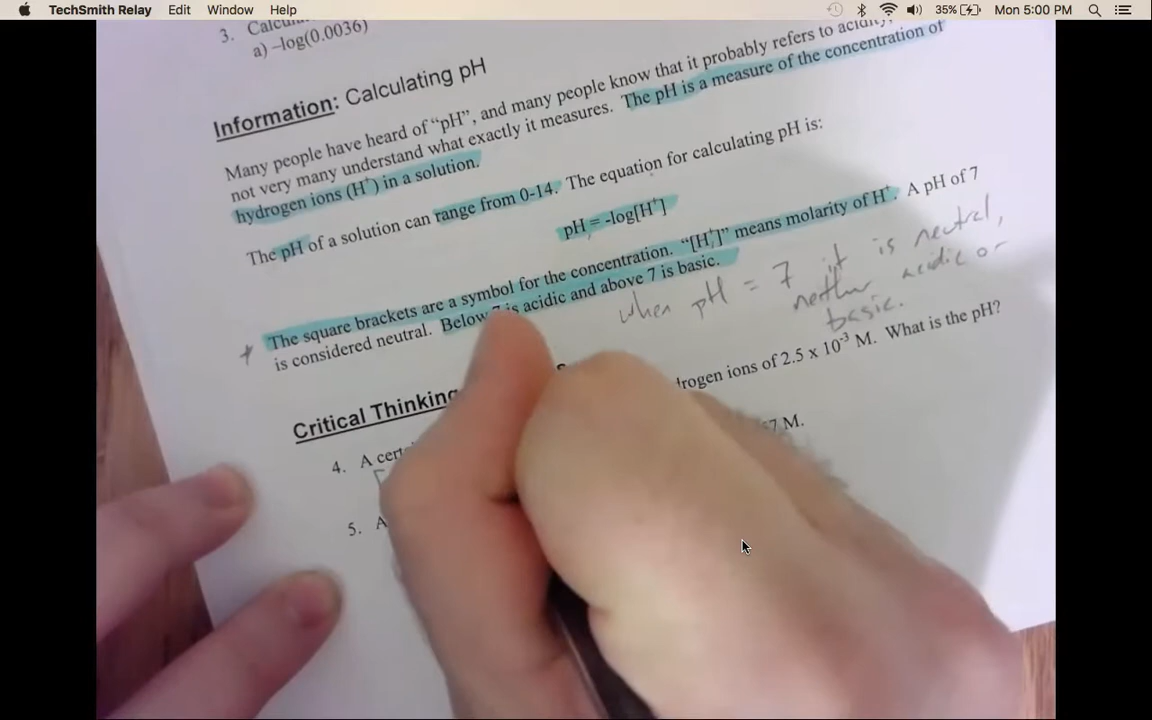 TechSmith Relay Edit Window Help 35% Mon 5:00 PM
3.
a) –log(0.0036)
Information: Calculating pH
Many people have heard of “pH”, and many people know that it probably refers to acidity,
not very many understand what exactly it measures. The pH is a measure of the concentration of
hydrogen ions (H⁺) in a solution.
The pH of a solution can range from 0-14. The equation for calculating pH is:
pH = -log[H⁺]
The square brackets are a symbol for the concentration. “[H⁺]” means molarity of H⁺. A pH of 7
is considered neutral. Below 7 is acidic and above 7 is basic.
when pH = 7 it is neutral,
neither acidic or
basic.
Critical Thinking
4. A
hydrogen ions of 2.5 x 10⁻³ M. What is the pH?
5. A
M.